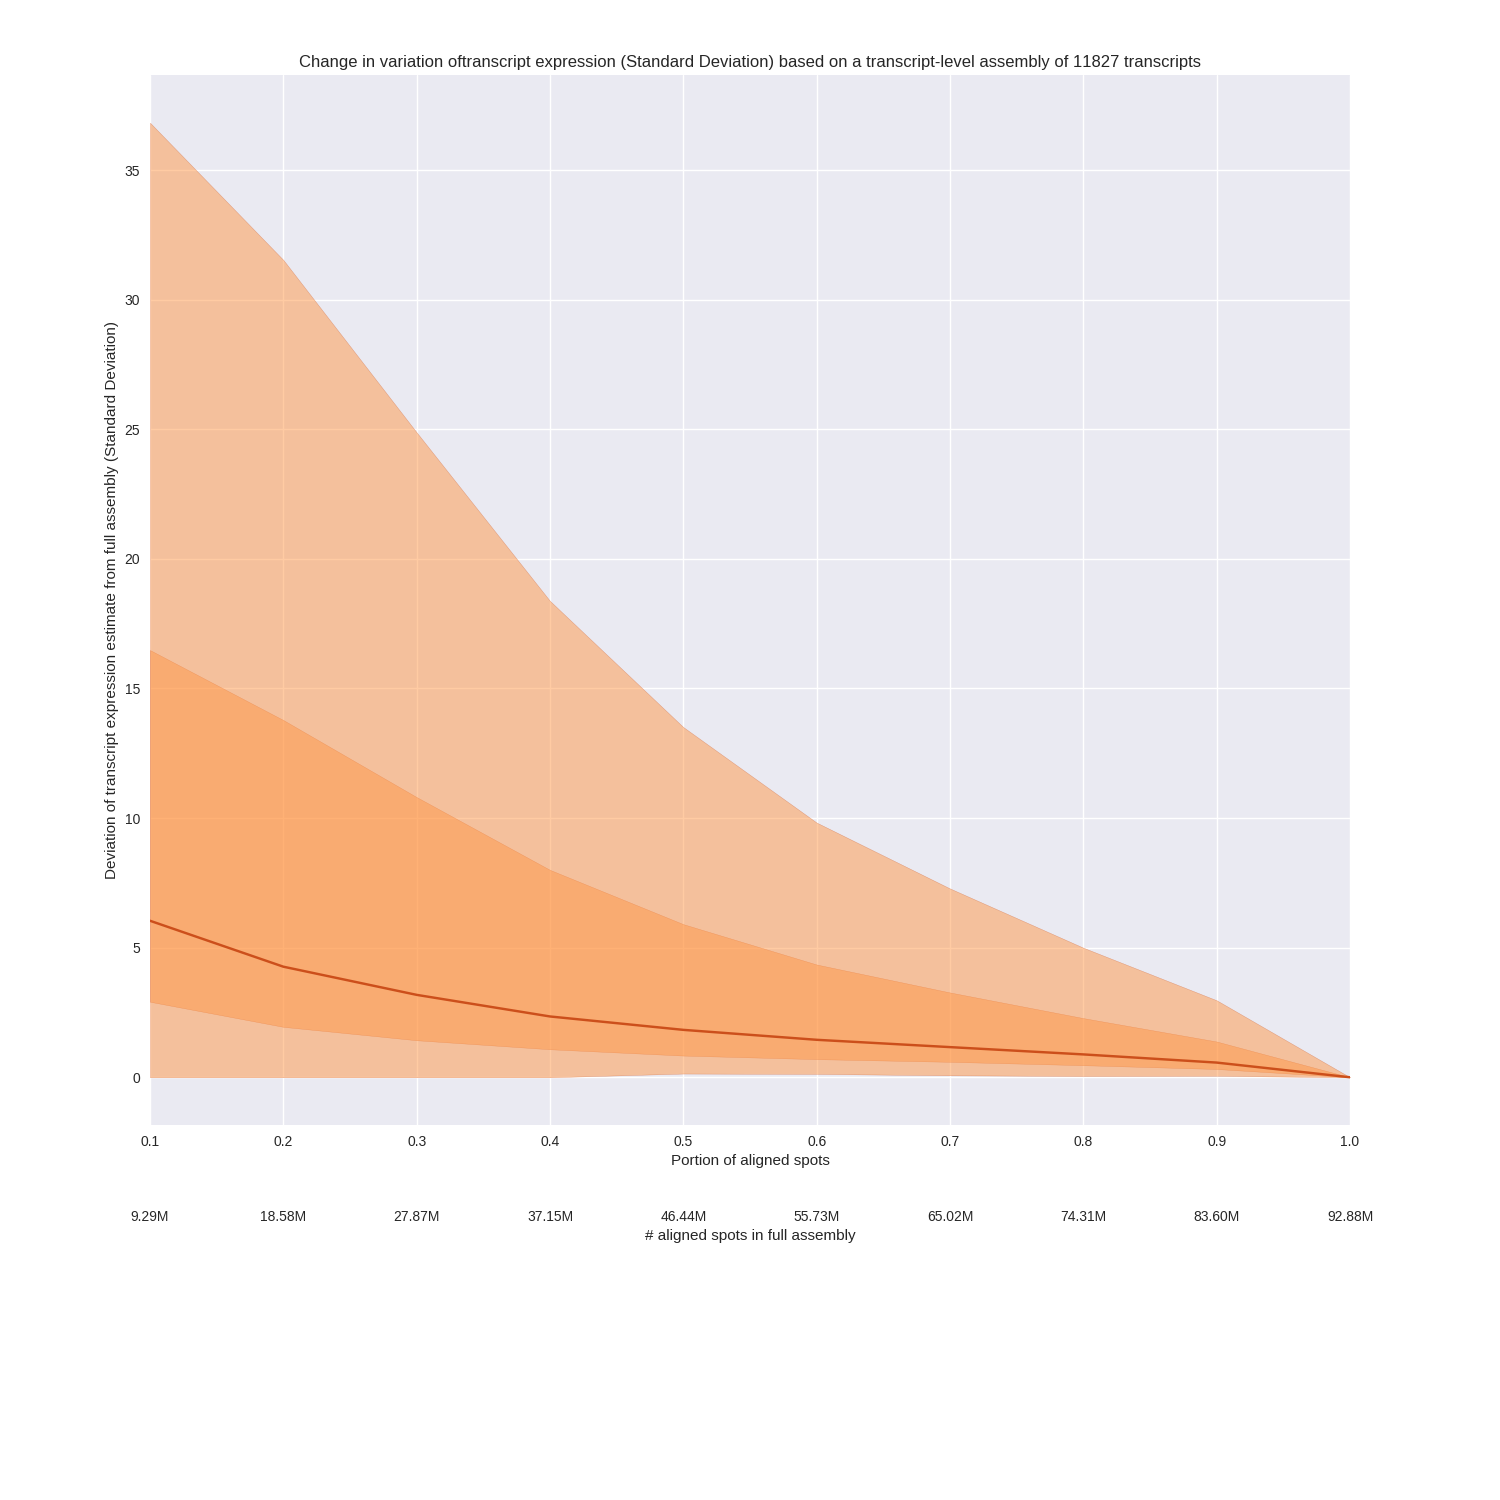 Change in variation oftranscript expression (Standard Deviation) based on a transcript-level assembly of 11827 transcripts
Deviation of transcript expression estimate from full assembly (Standard Deviation)
35
30
25
20
15
10
5
0
0.1 0.2 0.3 0.4 0.5 0.6 0.7 0.8 0.9 1.0
Portion of aligned spots
9.29M 18.58M 27.87M 37.15M 46.44M 55.73M 65.02M 74.31M 83.60M 92.88M
# aligned spots in full assembly